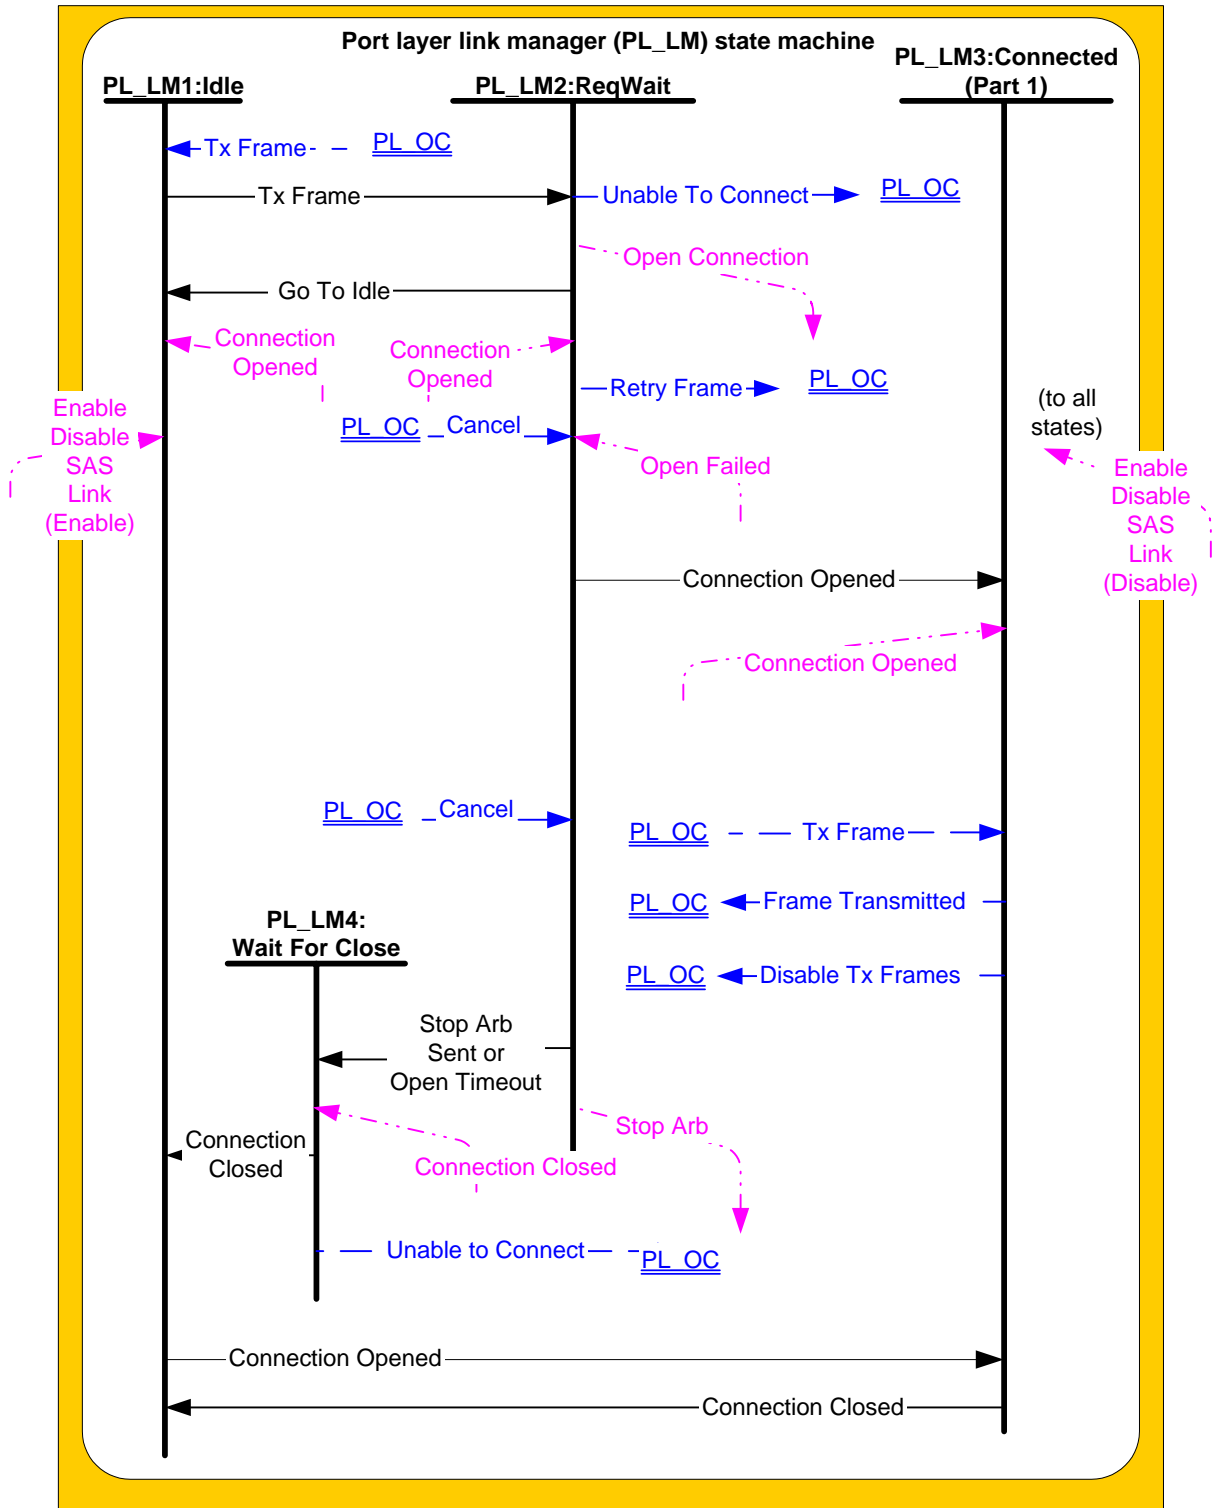 Port layer link manager (PL_LM) state machine
PL_LM1:Idle
PL_LM2:ReqWait
PL_LM3:Connected
(Part 1)
Tx Frame
PL_OC
Tx Frame
Unable To Connect
PL_OC
Open Connection
Go To Idle
Connection
Opened
Connection
Opened
Retry Frame
PL_OC
PL_OC
Cancel
Open Failed
Enable
Disable
SAS
Link
(Enable)
(to all
states)
Enable
Disable
SAS
Link
(Disable)
Connection Opened
Connection Opened
PL_OC
Cancel
PL_OC
Tx Frame
PL_OC
Frame Transmitted
PL_LM4:
Wait For Close
PL_OC
Disable Tx Frames
Stop Arb
Sent or
Open Timeout
Stop Arb
Connection
Closed
Connection Closed
Unable to Connect
PL_OC
Connection Opened
Connection Closed